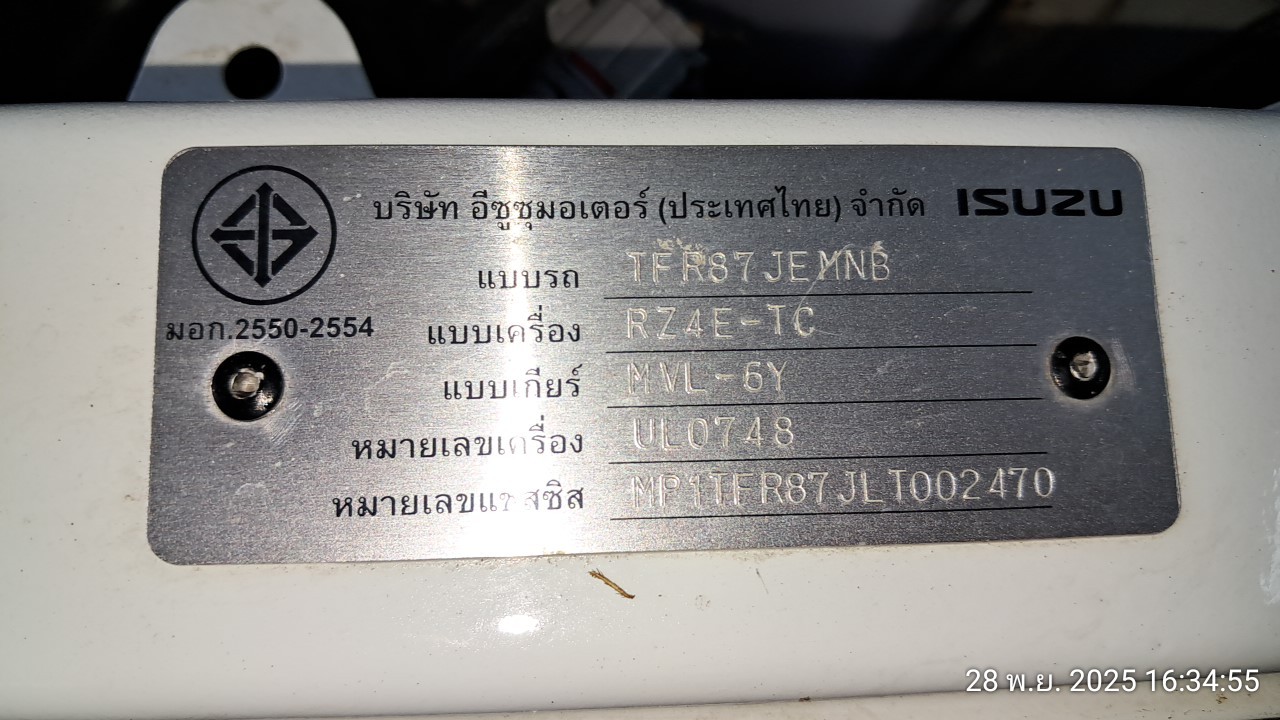 บริษัท อีซูซุมอเตอร์ (ประเทศไทย) จำกัด ISUZU
แบบรถ TFR87JEMNB
มอก.2550-2554
แบบเครื่อง RZ4E-TC
แบบเกียร์ MVL-6Y
หมายเลขเครื่อง UL0748
หมายเลขแชสซิส MP1TFR87JLT002470
28 พ.ย. 2025 16:34:55